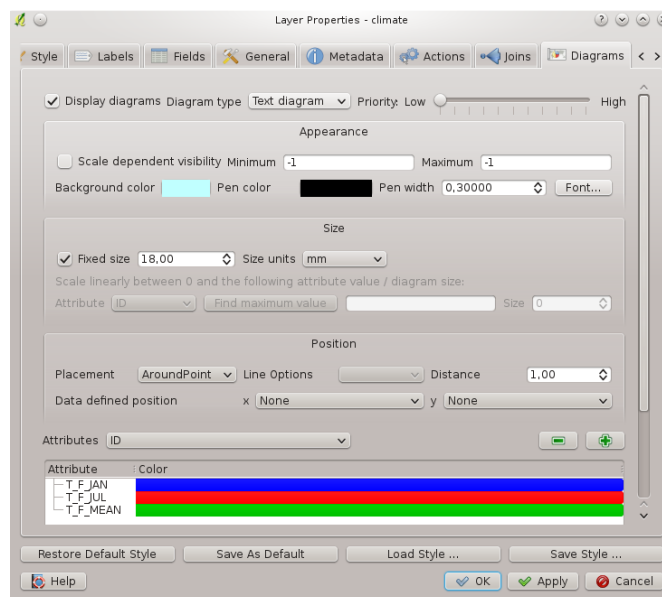 Layer Properties - climate
Style Labels Fields General Metadata Actions Joins Diagrams
Display diagrams Diagram type Text diagram Priority: Low High
Appearance
Scale dependent visibility Minimum -1 Maximum -1
Background color Pen color Pen width 0,30000 Font...
Size
Fixed size 18,00 Size units mm
Scale linearly between 0 and the following attribute value / diagram size:
Attribute ID Find maximum value Size 0
Position
Placement AroundPoint Line Options Distance 1,00
Data defined position x None y None
Attributes ID
Attribute Color
T_F_JAN
T_F_JUL
T_F_MEAN
Restore Default Style Save As Default Load Style ... Save Style ...
Help OK Apply Cancel